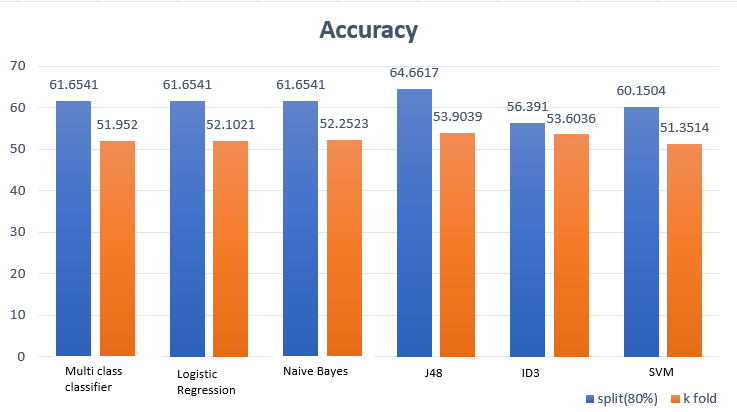 Accuracy
70
60
50
40
30
20
10
0
61.6541
51.952
61.6541
52.1021
61.6541
52.2523
64.6617
53.9039
56.391
53.6036
60.1504
51.3514
Multi class
classifier
Logistic
Regression
Naive Bayes
J48
ID3
SVM
split(80%)
k fold